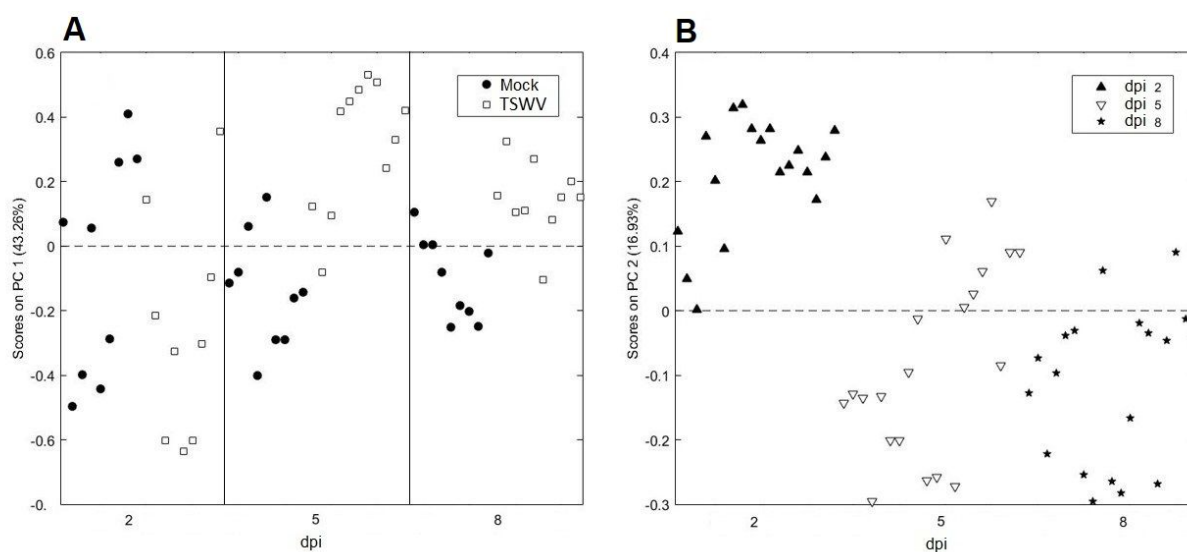 A
Scores on PC 1 (43.26%)
0.6
0.4
0.2
0
-0.2
-0.4
-0.6
-0.
Mock
TSWV
2 5 8
dpi
B
Scores on PC 2 (16.93%)
0.4
0.3
0.2
0.1
0
-0.1
-0.2
-0.3
dpi 2
dpi 5
dpi 8
2 5 8
dpi